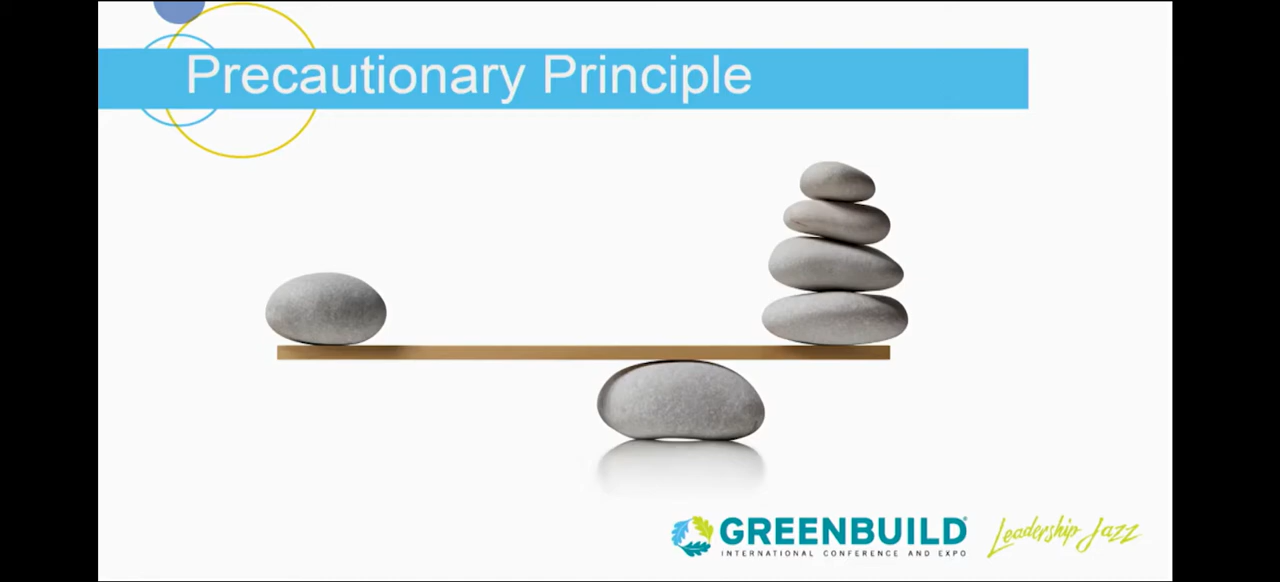 Precautionary Principle
GREENBUILD®
INTERNATIONAL CONFERENCE AND EXPO
Leadership Jazz